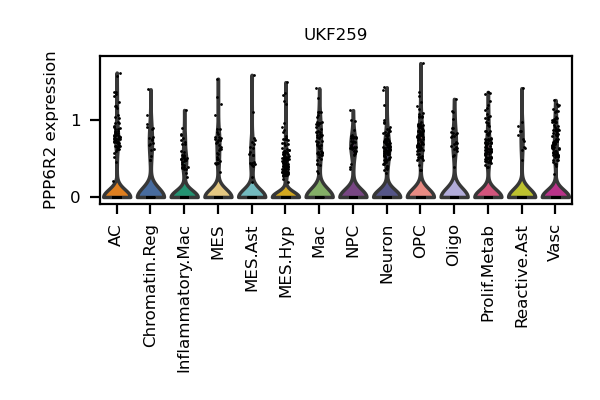 UKF259
PPP6R2 expression
1
0
AC
Chromatin.Reg
Inflammatory.Mac
MES
MES.Ast
MES.Hyp
Mac
NPC
Neuron
OPC
Oligo
Prolif.Metab
Reactive.Ast
Vasc